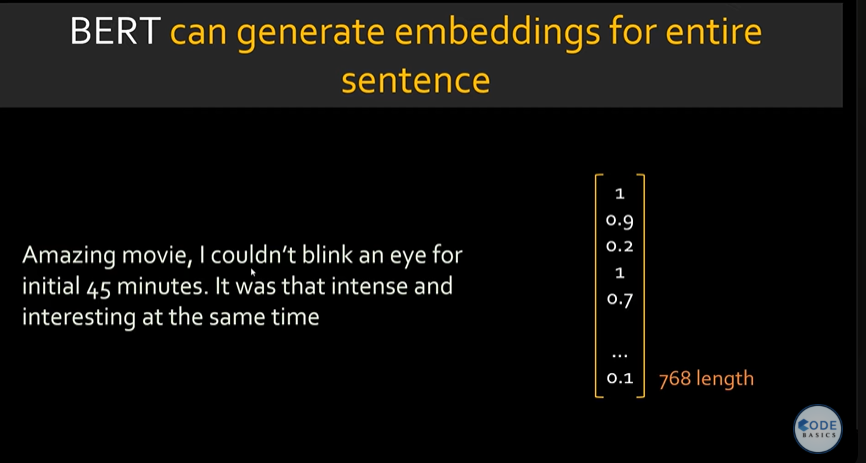 BERT can generate embeddings for entire
sentence
Amazing movie, I couldn't blink an eye for
initial 45 minutes. It was that intense and
interesting at the same time
1
0.9
0.2
1
0.7
...
0.1
768 length
CODE
BASICS